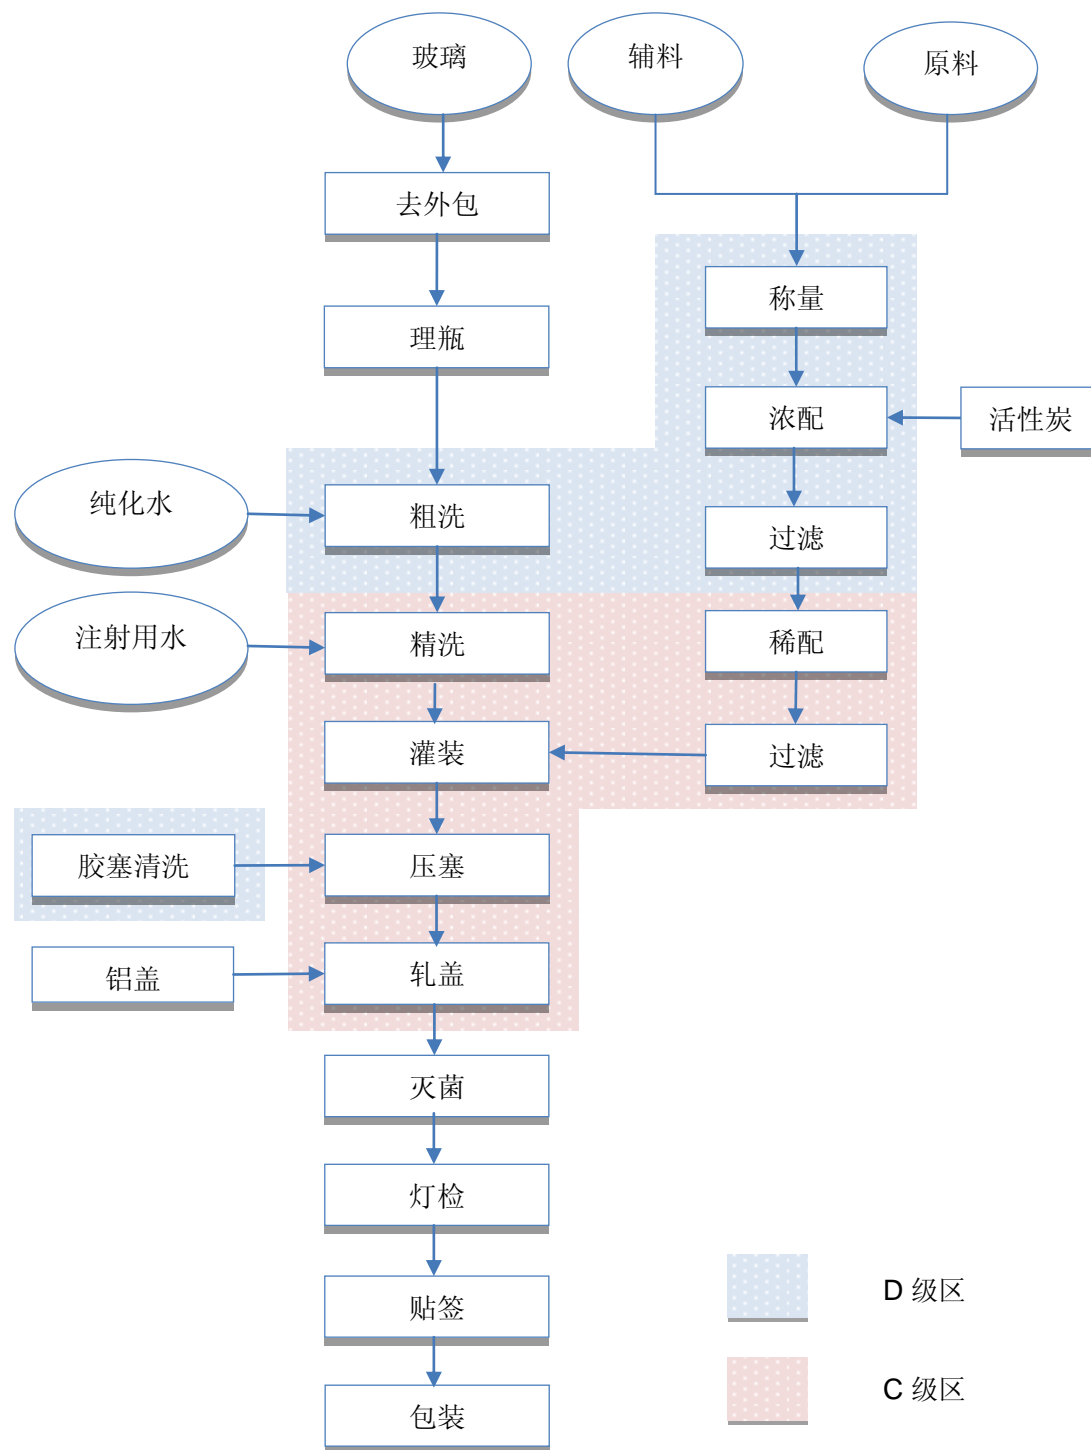 玻璃
辅料
原料
去外包
称量
理瓶
浓配
活性炭
纯化水
粗洗
过滤
注射用水
精洗
稀配
灌装
过滤
胶塞清洗
压塞
铝盖
轧盖
灭菌
灯检
D 级区
贴签
C 级区
包装